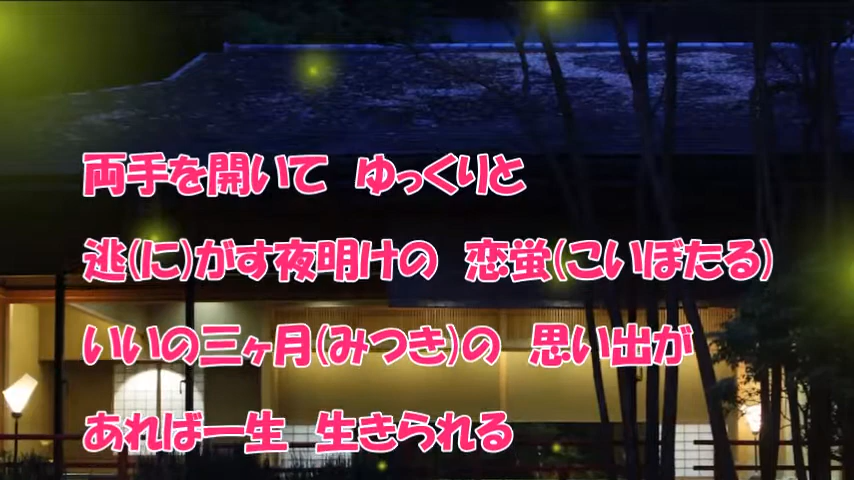 両手を開いて　ゆっくりと
逃(に)がす夜明けの　恋蛍(こいぼたる)
いいの三ヶ月(みつき)の　思い出が
あれば一生　生きられる